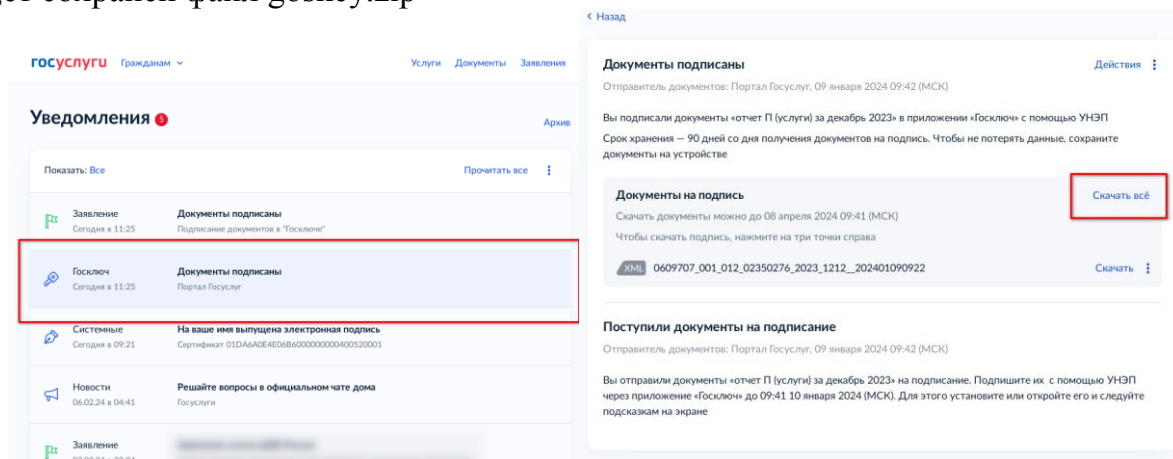 сохранен файл goskey.zip
госуслуги Гражданам Услуги Документы Заявления
Уведомления 5
Архив
Показать: Все Прочитать все
Заявление Документы подписаны
Сегодня в 11:25 Подписание документов в "Госключе"
Госключ Документы подписаны
Сегодня в 11:25 Портал Госуслуг
Системные На ваше имя выпущена электронная подпись
Сегодня в 09:21 Сертификат 01DA6A0E4E06B6000000000400520001
Новости Решайте вопросы в официальном чате дома
06.02.24 в 04:41 Госуслуги
Заявление
Назад
Документы подписаны Действия
Отправитель документов: Портал Госуслуг, 09 января 2024 09:42 (МСК)
Вы подписали документы «отчет П (услуги) за декабрь 2023» в приложении «Госключ» с помощью УНЭП
Срок хранения — 90 дней со дня получения документов на подпись. Чтобы не потерять данные, сохраните
документы на устройстве
Документы на подпись Скачать всё
Скачать документы можно до 08 апреля 2024 09:41 (МСК)
Чтобы скачать подпись, нажмите на три точки справа
XML 0609707_001_012_02350276_2023_1212__202401090922 Скачать
Поступили документы на подписание
Отправитель документов: Портал Госуслуг, 09 января 2024 09:42 (МСК)
Вы отправили документы «отчет П (услуги) за декабрь 2023» на подписание. Подпишите их с помощью УНЭП
через приложение «Госключ» до 09:41 10 января 2024 (МСК). Для этого установите или откройте его и следуйте
подсказкам на экране